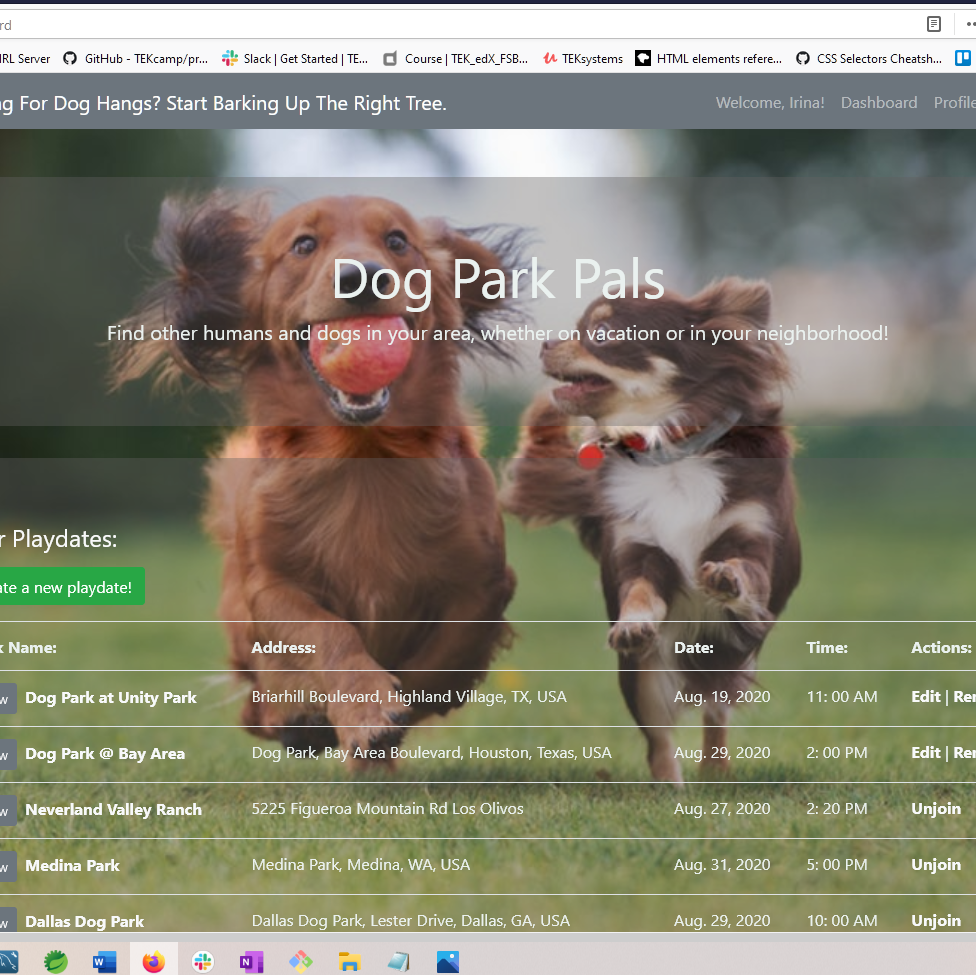 rd
IRL Server GitHub - TEKcamp/pr... Slack | Get Started | TE... Course | TEK_edX_FSB... TEKsystems HTML elements refere... CSS Selectors Cheatsh...
g For Dog Hangs? Start Barking Up The Right Tree. Welcome, Irina! Dashboard Profile
Dog Park Pals
Find other humans and dogs in your area, whether on vacation or in your neighborhood!
r Playdates:
ate a new playdate!
k Name: Address: Date: Time: Actions:
w Dog Park at Unity Park Briarhill Boulevard, Highland Village, TX, USA Aug. 19, 2020 11: 00 AM Edit | Rer
w Dog Park @ Bay Area Dog Park, Bay Area Boulevard, Houston, Texas, USA Aug. 29, 2020 2: 00 PM Edit | Rer
w Neverland Valley Ranch 5225 Figueroa Mountain Rd Los Olivos Aug. 27, 2020 2: 20 PM Unjoin
w Medina Park Medina Park, Medina, WA, USA Aug. 31, 2020 5: 00 PM Unjoin
w Dallas Dog Park Dallas Dog Park, Lester Drive, Dallas, GA, USA Aug. 29, 2020 10: 00 AM Unjoin